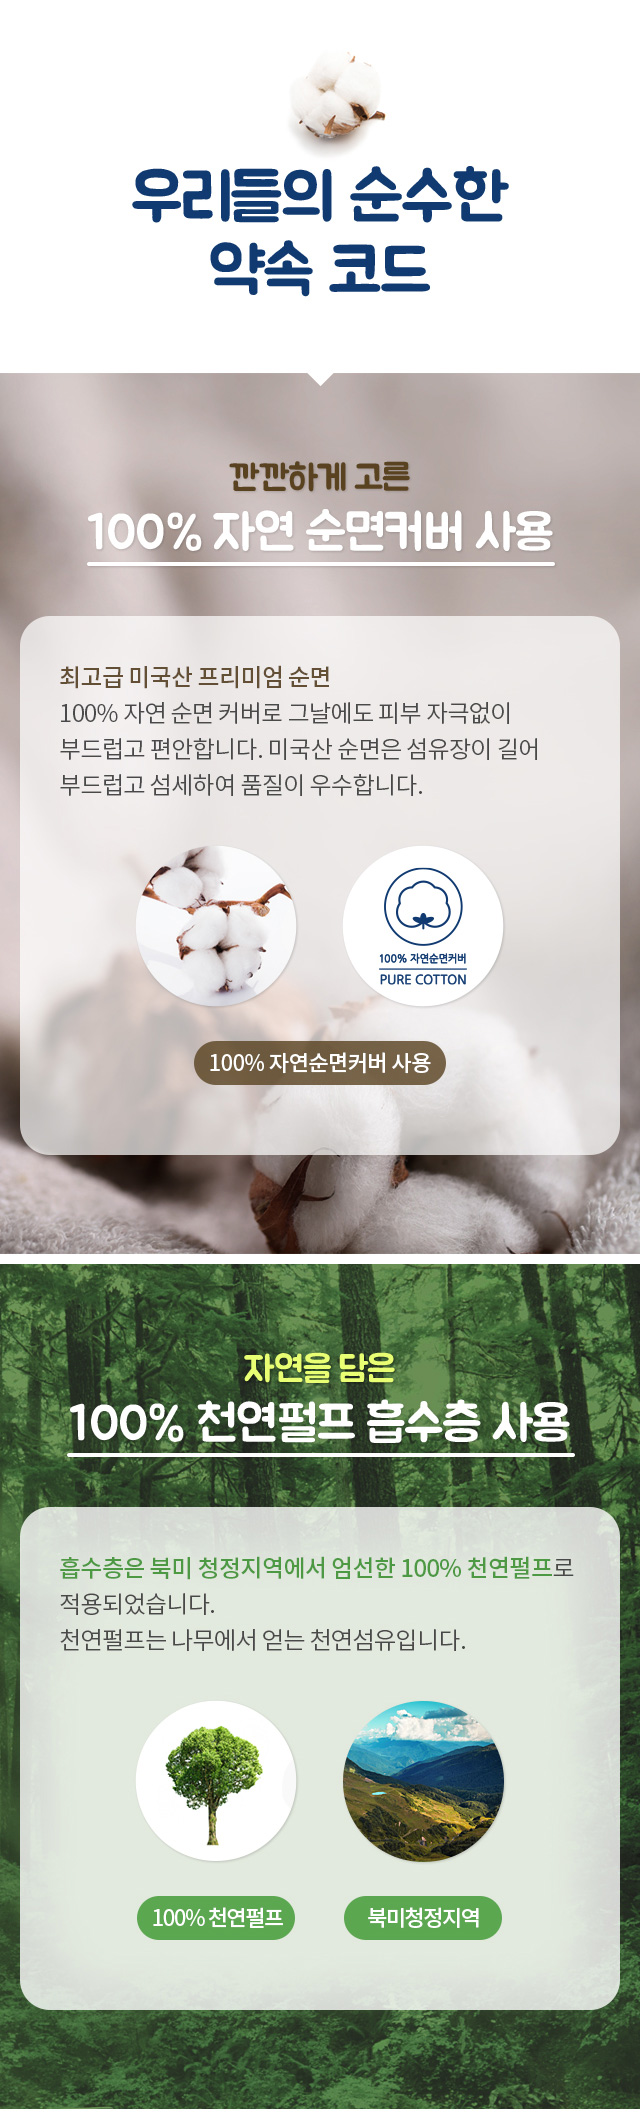 우리들의 순수한
약속 코드
깐깐하게 고른
100% 자연 순면커버 사용
최고급 미국산 프리미엄 순면
100% 자연 순면 커버로 그날에도 피부 자극없이
부드럽고 편안합니다. 미국산 순면은 섬유장이 길어
부드럽고 섬세하여 품질이 우수합니다.
100% 자연순면커버
PURE COTTON
100% 자연순면커버 사용
자연을 담은
100% 천연펄프 흡수층 사용
흡수층은 북미 청정지역에서 엄선한 100% 천연펄프로
적용되었습니다.
천연펄프는 나무에서 얻는 천연섬유입니다.
100% 천연펄프
북미청정지역